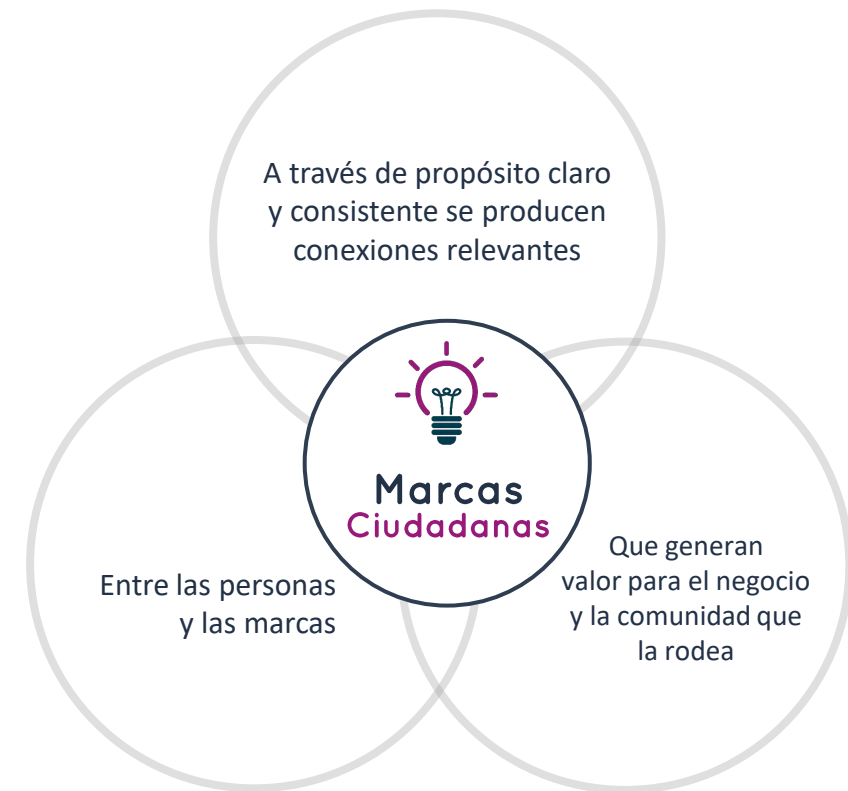 A través de propósito claro
y consistente se producen
conexiones relevantes
Marcas
Ciudadanas
Entre las personas
y las marcas
Que generan
valor para el negocio
y la comunidad que
la rodea